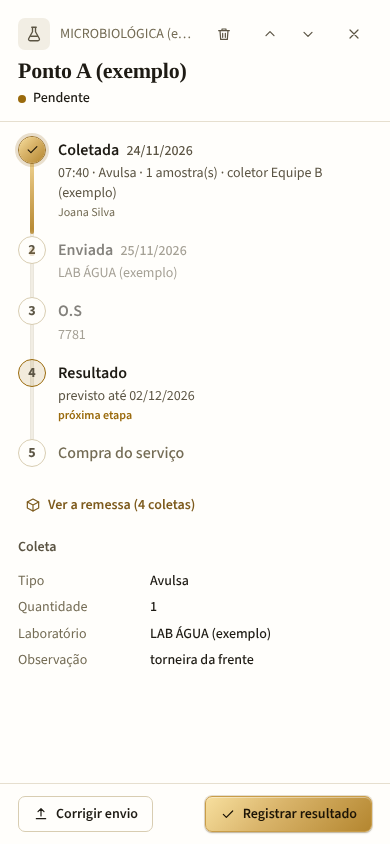 MICROBIOLÓGICA (e...
Ponto A (exemplo)
Pendente
Coletada 24/11/2026
07:40 · Avulsa · 1 amostra(s) · coletor Equipe B
(exemplo)
Joana Silva
2 Enviada 25/11/2026
LAB ÁGUA (exemplo)
3 O.S
7781
4 Resultado
previsto até 02/12/2026
próxima etapa
5 Compra do serviço
Ver a remessa (4 coletas)
Coleta
Tipo Avulsa
Quantidade 1
Laboratório LAB ÁGUA (exemplo)
Observação torneira da frente
Corrigir envio Registrar resultado